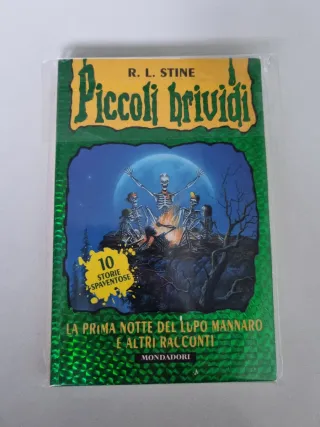 R. L. STINE
Piccoli brividi
10
STORIE
SPAVENTOSE
LA PRIMA NOTTE DEL LUPO MANNARO
E ALTRI RACCONTI
MONDADORI